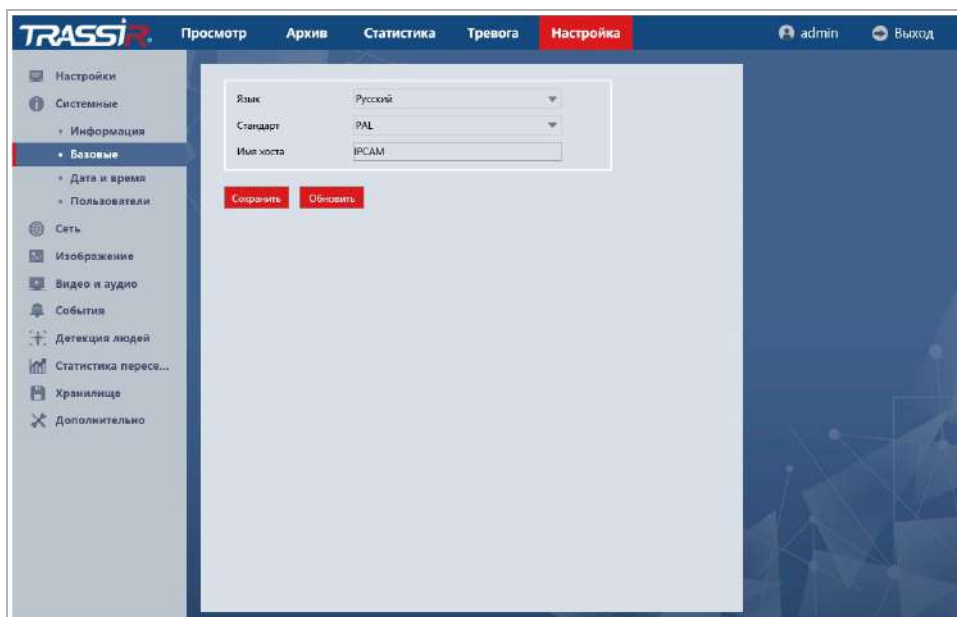 TRASSIR Просмотр Архив Статистика Тревога Настройка admin Выход
Настройки
Системные
Информация
Базовые
Дата и время
Пользователи
Сеть
Изображение
Видео и аудио
События
Детекция людей
Статистика пересе...
Хранилище
Дополнительно
Язык Русский
Стандарт PAL
Имя хоста IPCAM
Сохранить Обновить